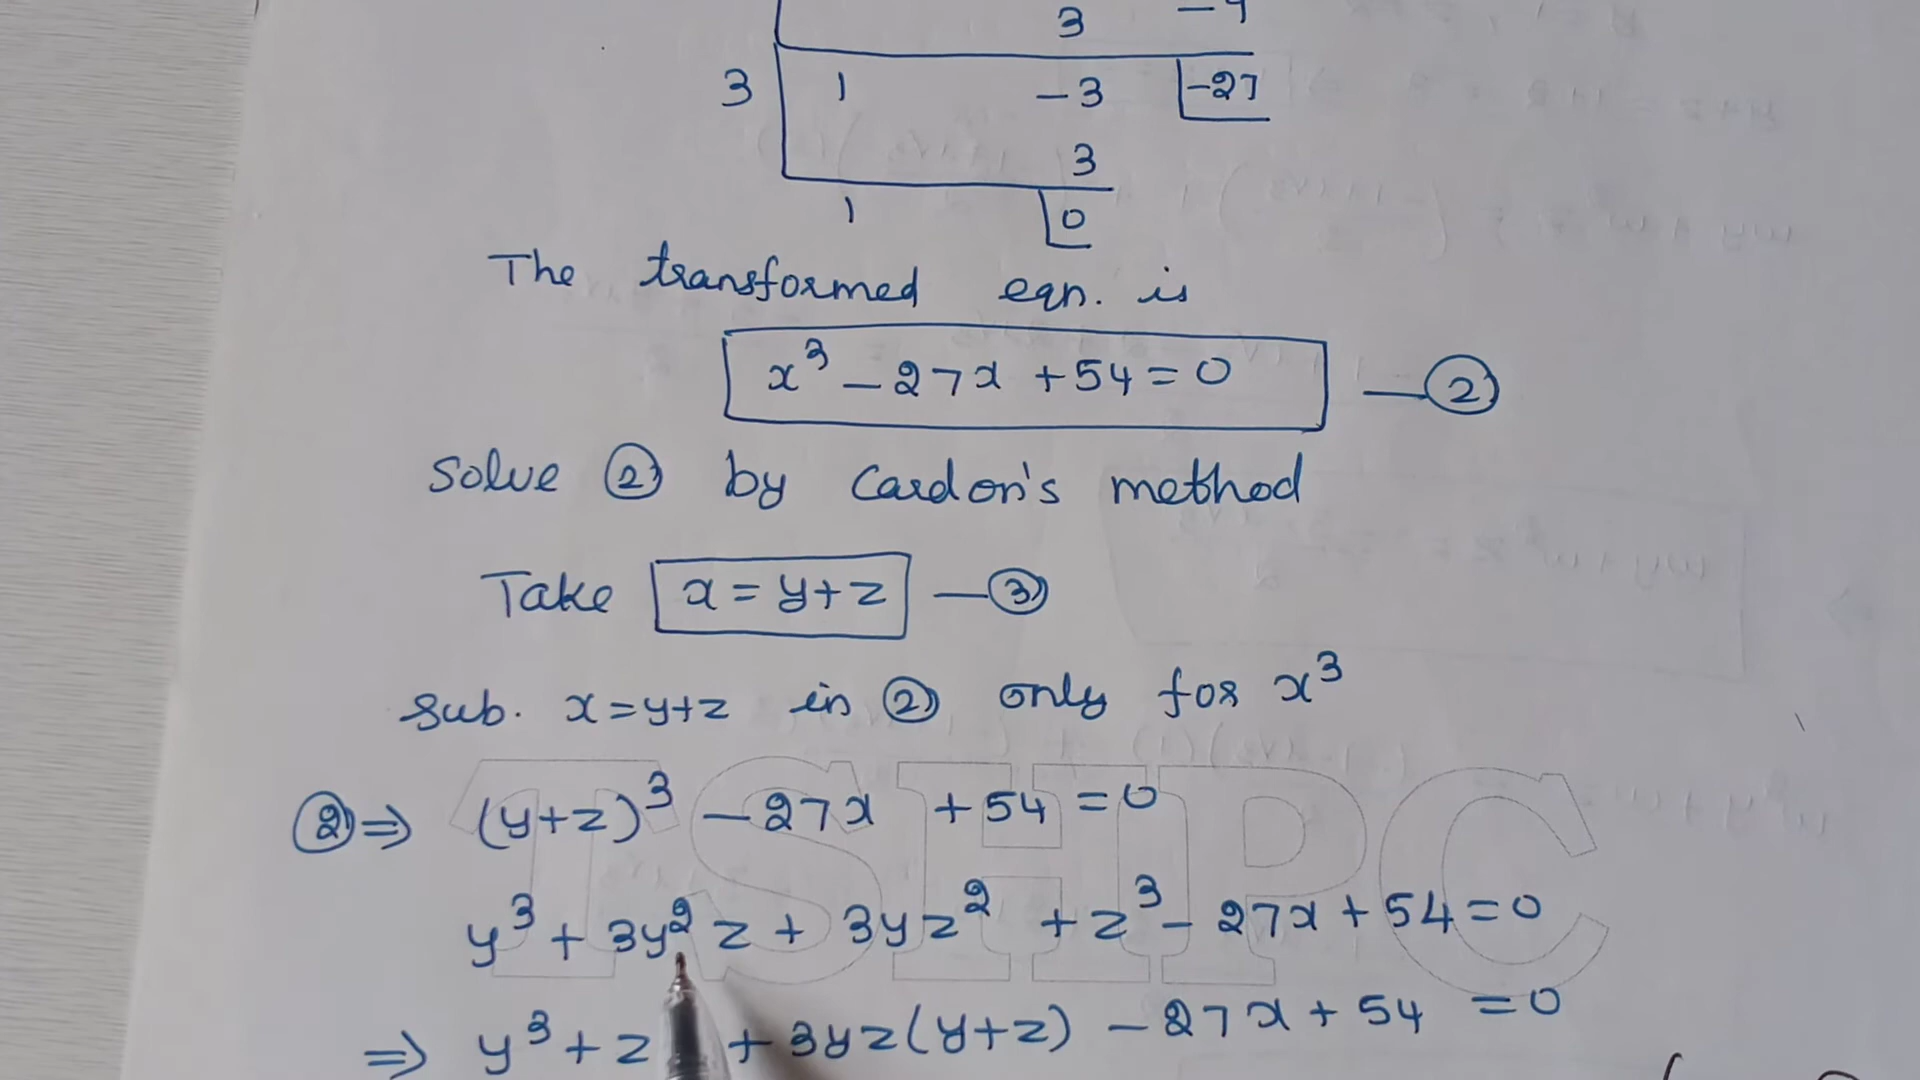 3 -9
3 1 -3 -27
3
1 0
The transformed eqn. is
x³ - 27x + 54 = 0 — ②
Solve ② by Cardon's method
Take x = y+z — ③
Sub. x=y+z in ② only for x³
② ⇒ (y+z)³ - 27x + 54 = 0
y³ + 3y²z + 3yz² + z³ - 27x + 54 = 0
⇒ y³ + z + 3yz(y+z) - 27x + 54 = 0
TSHPC